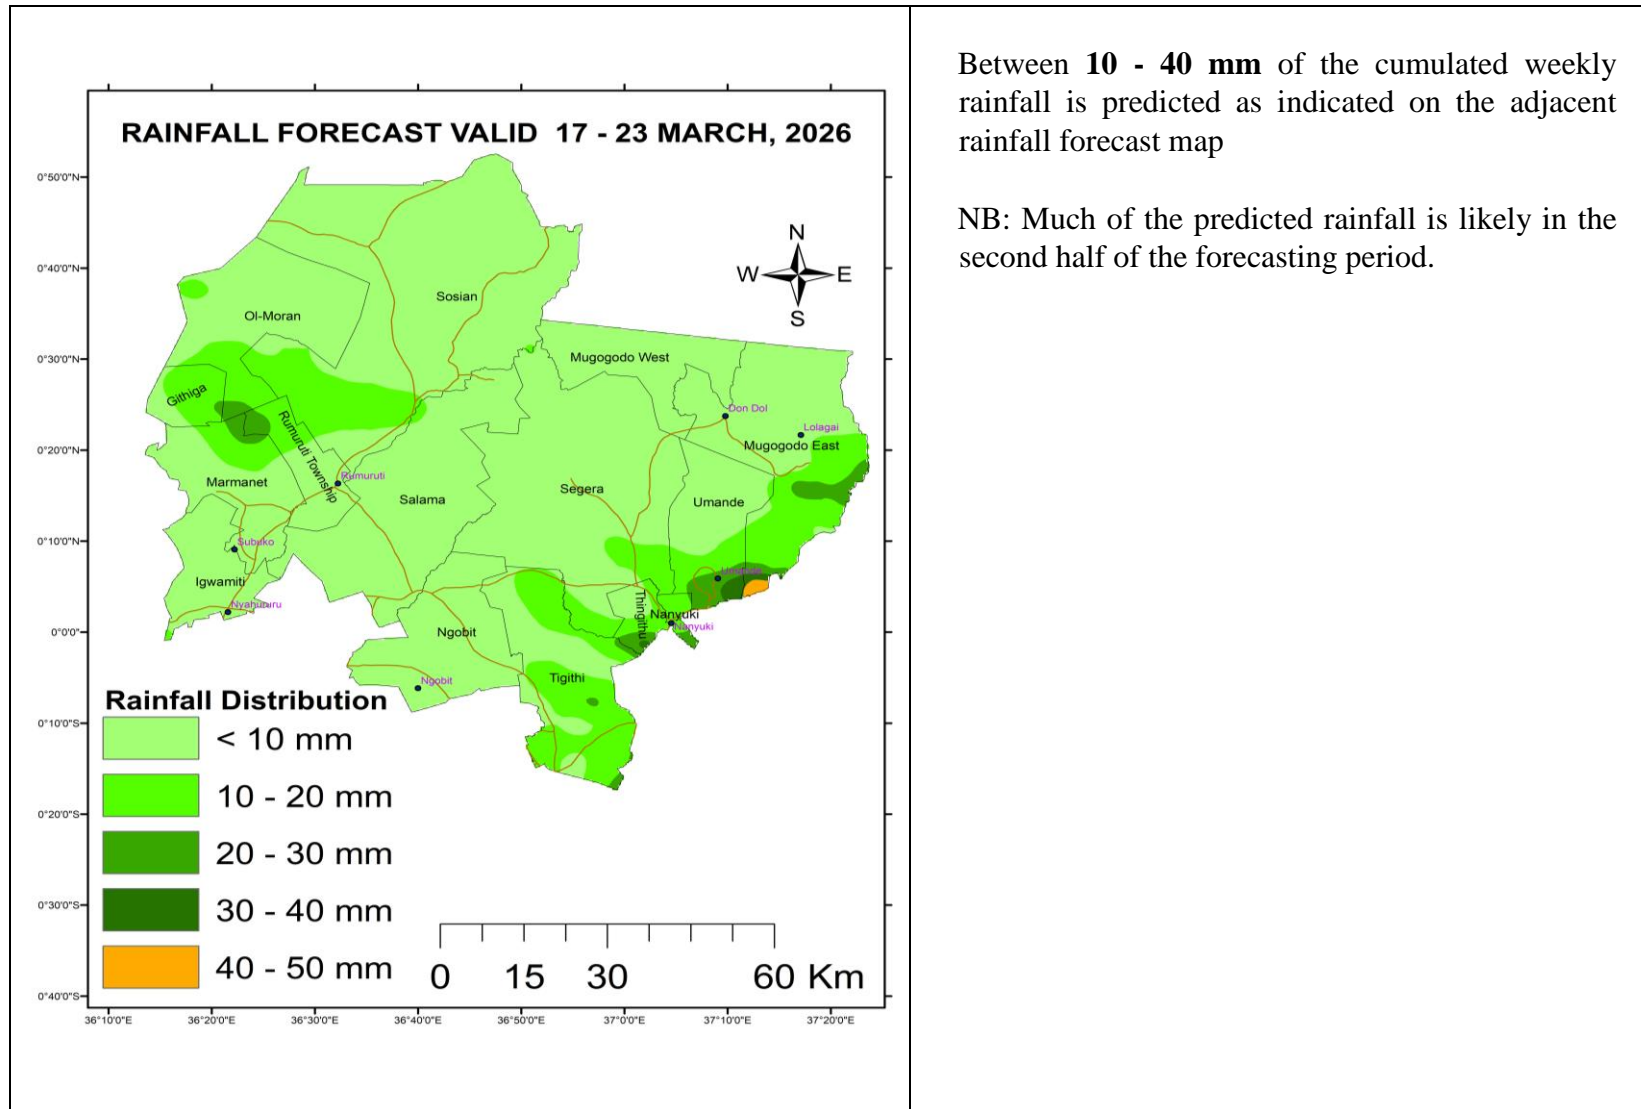 RAINFALL FORECAST VALID 17 - 23 MARCH, 2026
0°50'0"N
0°40'0"N
0°30'0"N
0°20'0"N
0°10'0"N
0°0'0"
0°10'0"S
0°20'0"S
0°30'0"S
0°40'0"S
N
W E
S
Sosian
Ol-Moran
Mugogodo West
Githiga
Don Dol
Rumuruti Township
Lolagai
Mugogodo East
Rumuruti
Marmanet
Salama
Segera
Umande
Subuko
Igwamiti
Nyahururu
Thingithu
Nanyuki
Nanyuki
Ngobit
Tigithi
Ngobit
Rainfall Distribution
< 10 mm
10 - 20 mm
20 - 30 mm
30 - 40 mm
40 - 50 mm
0 15 30 60 Km
36°10'0"E 36°20'0"E 36°30'0"E 36°40'0"E 36°50'0"E 37°0'0"E 37°10'0"E 37°20'0"E
Between 10 - 40 mm of the cumulated weekly
rainfall is predicted as indicated on the adjacent
rainfall forecast map
NB: Much of the predicted rainfall is likely in the
second half of the forecasting period.